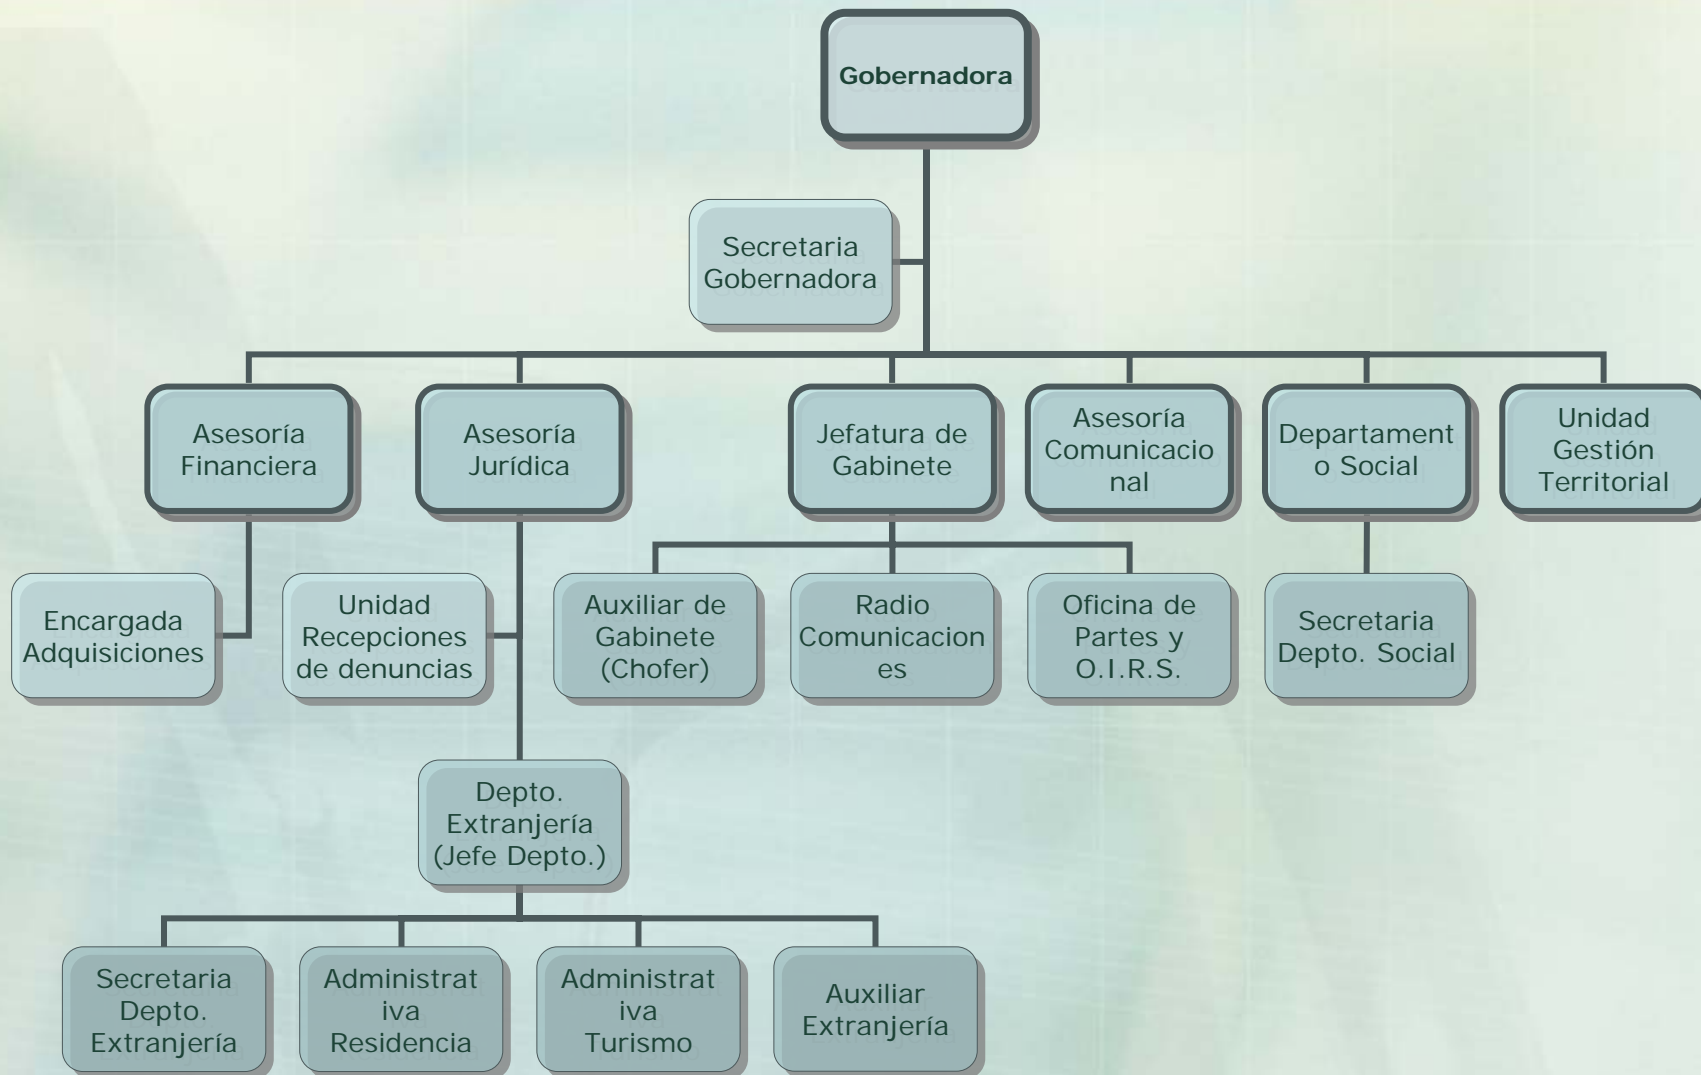 Gobernadora
Secretaria
Gobernadora
Asesoría
Financiera
Asesoría
Jurídica
Jefatura de
Gabinete
Asesoría
Comunicacio
nal
Departament
o Social
Unidad
Gestión
Territorial
Encargada
Adquisiciones
Unidad
Recepciones
de denuncias
Auxiliar de
Gabinete
(Chofer)
Radio
Comunicacion
es
Oficina de
Partes y
O.I.R.S.
Secretaria
Depto. Social
Depto.
Extranjería
(Jefe Depto.)
Secretaria
Depto.
Extranjería
Administrat
iva
Residencia
Administrat
iva
Turismo
Auxiliar
Extranjería